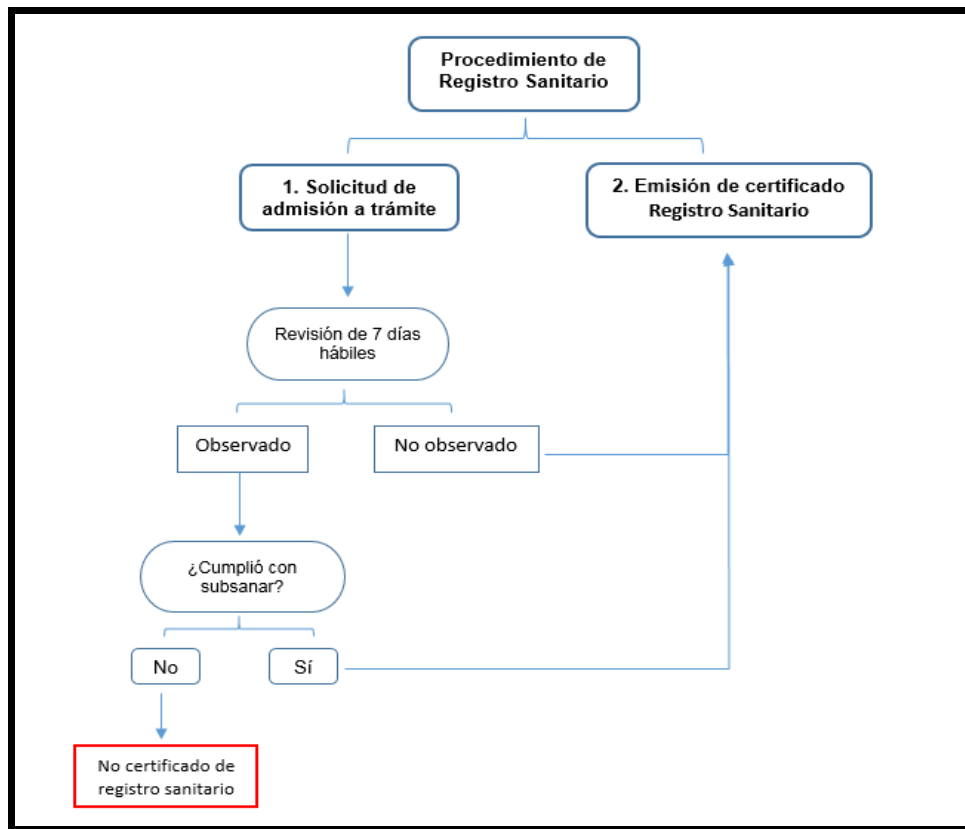 Procedimiento de
Registro Sanitario
1. Solicitud de
admisión a trámite
2. Emisión de certificado
Registro Sanitario
Revisión de 7 días
hábiles
Observado
No observado
¿Cumplió con
subsanar?
No
Sí
No certificado de
registro sanitario